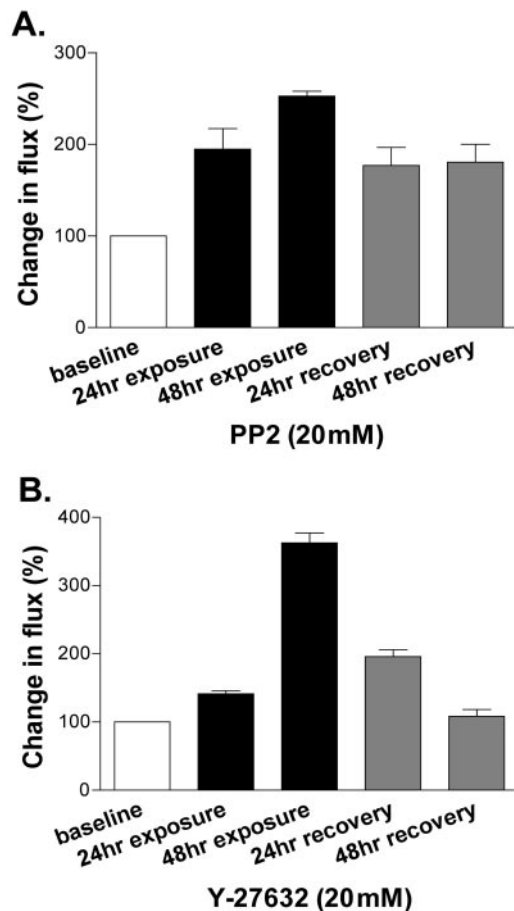 A.
Change in flux (%)
300
200
100
0
baseline
24hr exposure
48hr exposure
24hr recovery
48hr recovery
PP2 (20mM)
B.
Change in flux (%)
400
300
200
100
0
baseline
24hr exposure
48hr exposure
24hr recovery
48hr recovery
Y-27632 (20mM)